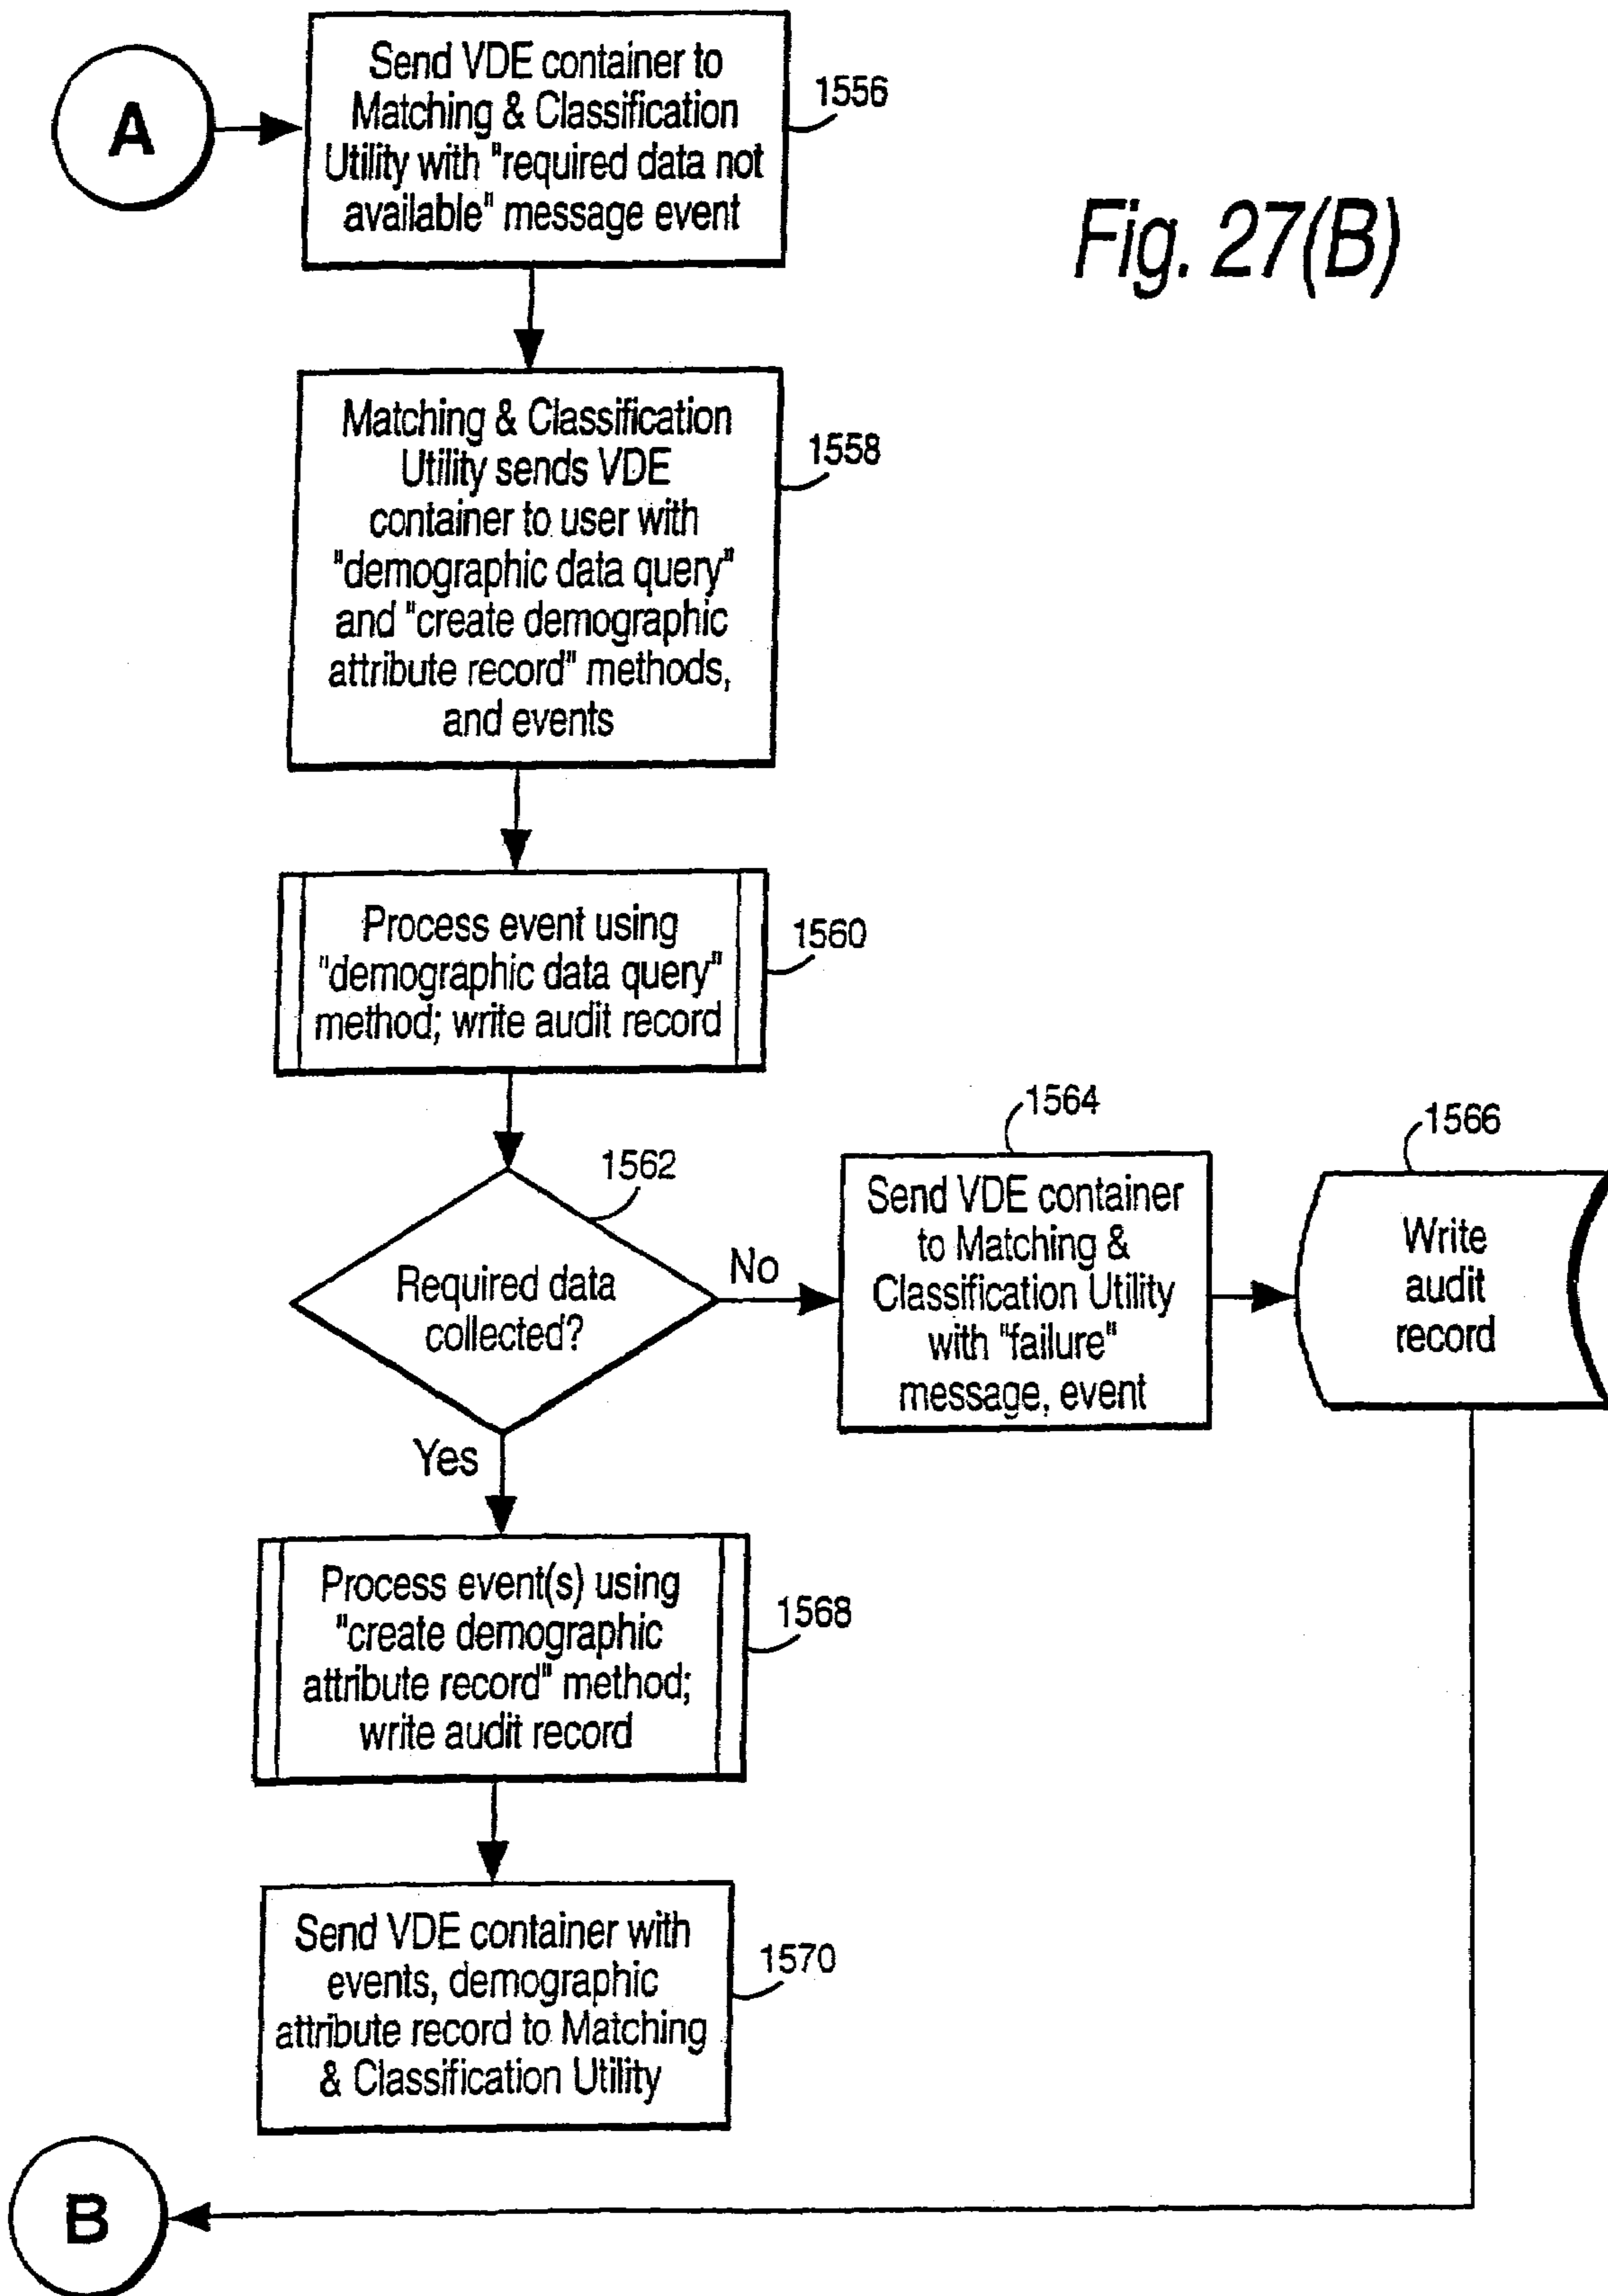 A
Send VDE container to
Matching & Classification
Utility with "required data not
available" message event
1556
Fig. 27(B)
Matching & Classification
Utility sends VDE
container to user with
"demographic data query"
and "create demographic
attribute record" methods,
and events
1558
Process event using
"demographic data query"
method; write audit record
1560
Required data
collected?
1562
No
Send VDE container
to Matching &
Classification Utility
with "failure"
message, event
1564
Write
audit
record
1566
Yes
Process event(s) using
"create demographic
attribute record" method;
write audit record
1568
Send VDE container with
events, demographic
attribute record to Matching
& Classification Utility
1570
B